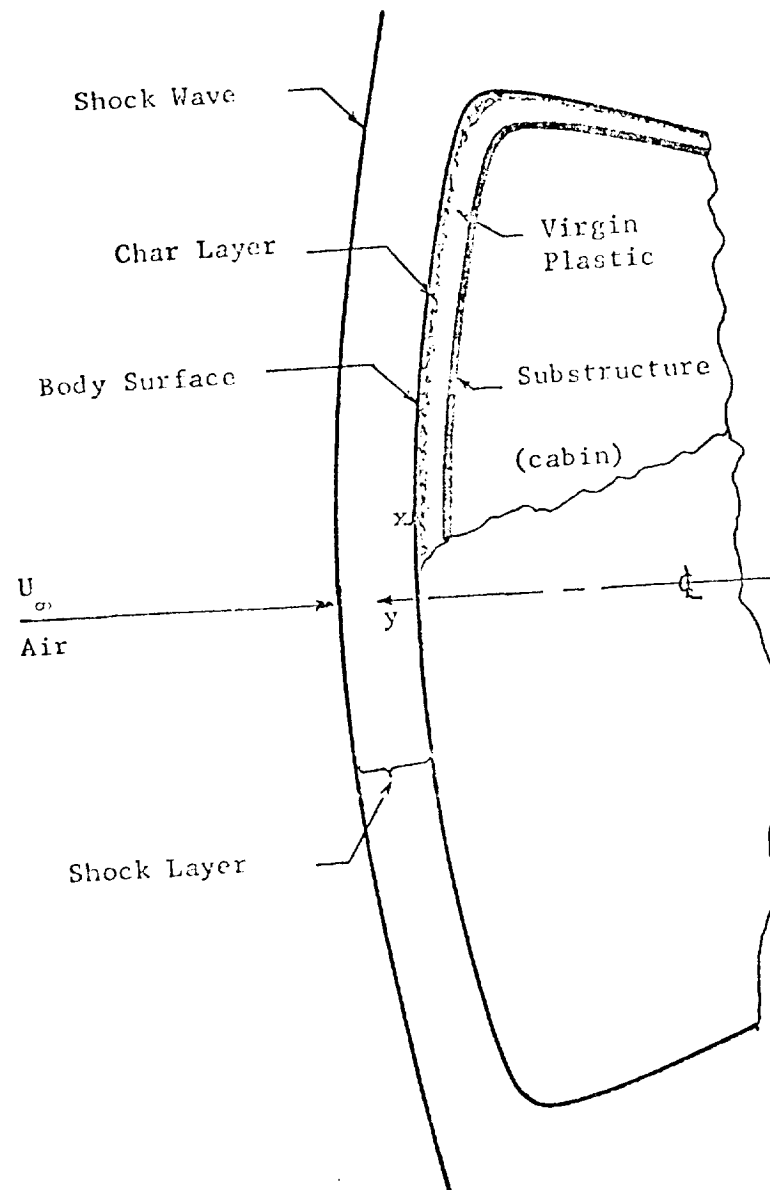 Shock Wave
Virgin
Plastic
Char Layer
Body Surface
Substructure
(cabin)
x
U∞
Air
y
℄
Shock Layer